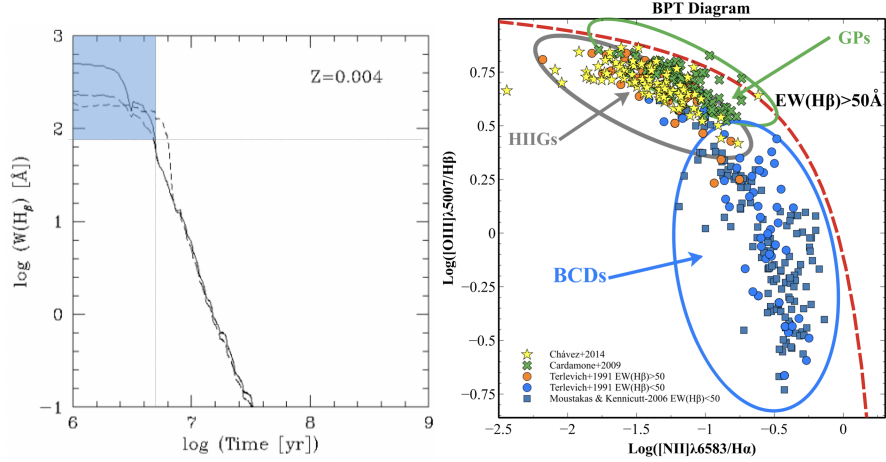 3
2
1
0
−1
6
7
8
9
log (W(Hβ) [Å])
log (Time [yr])
Z=0.004
BPT Diagram
GPs
EW(Hβ)>50Å
HIIGs
BCDs
0.75
0.5
0.25
0
−0.25
−0.5
−0.75
Log([OIII]λ5007/Hβ)
Chávez+2014
Cardamone+2009
Terlevich+1991 EW(Hβ)>50
Terlevich+1991 EW(Hβ)<50
Moustakas & Kennicutt-2006 EW(Hβ)<50
−2.5
−2
−1.5
−1
−0.5
0
Log([NII]λ6583/Hα)